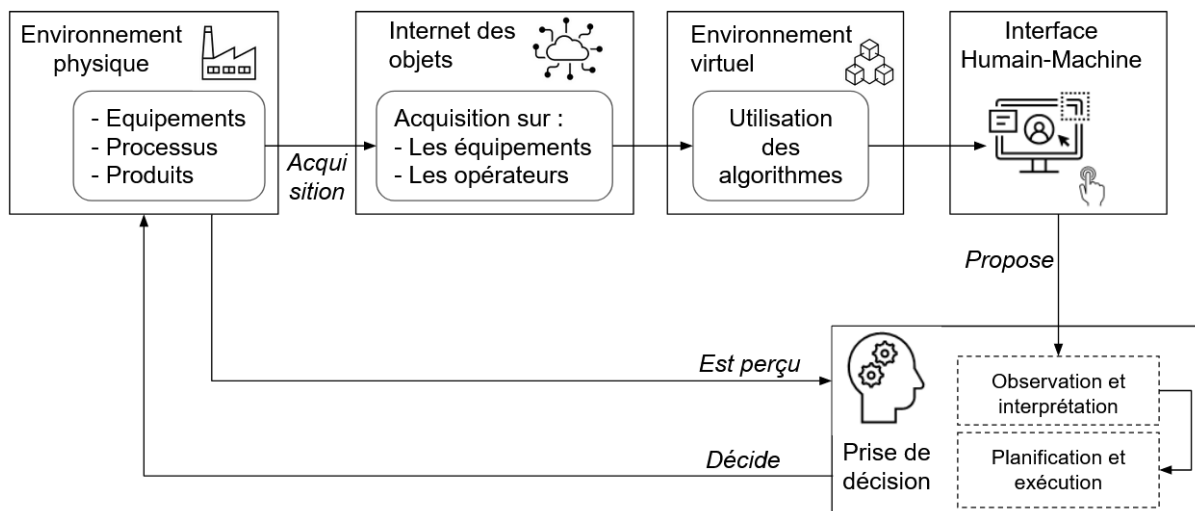 Environnement
physique
- Equipements
- Processus
- Produits
Acqui
sition
Internet des
objets
Acquisition sur :
- Les équipements
- Les opérateurs
Environnement
virtuel
Utilisation
des
algorithmes
Interface
Humain-Machine
Propose
Est perçu
Décide
Prise de
décision
Observation et
interprétation
Planification et
exécution